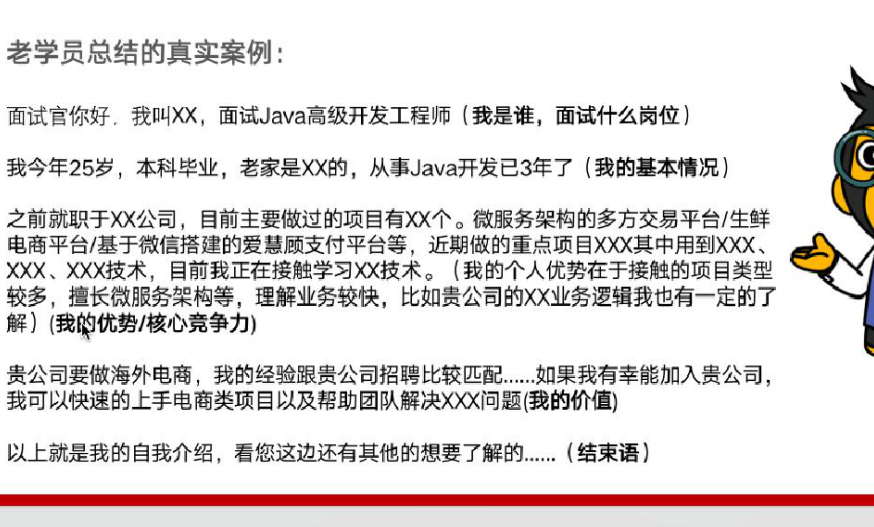 老学员总结的真实案例：
面试官你好，我叫XX，面试Java高级开发工程师（我是谁，面试什么岗位）
我今年25岁，本科毕业，老家是XX的，从事Java开发已3年了（我的基本情况）
之前就职于XX公司，目前主要做过的项目有XX个。微服务架构的多方交易平台/生鲜
电商平台/基于微信搭建的爱慧顾支付平台等，近期做的重点项目XXX其中用到XXX、
XXX、XXX技术，目前我正在接触学习XX技术。（我的个人优势在于接触的项目类型
较多，擅长微服务架构等，理解业务较快，比如贵公司的XX业务逻辑我也有一定的了
解）(我的优势/核心竞争力)
贵公司要做海外电商，我的经验跟贵公司招聘比较匹配......如果我有幸能加入贵公司，
我可以快速的上手电商类项目以及帮助团队解决XXX问题(我的价值)
以上就是我的自我介绍，看您这边还有其他的想要了解的......（结束语）